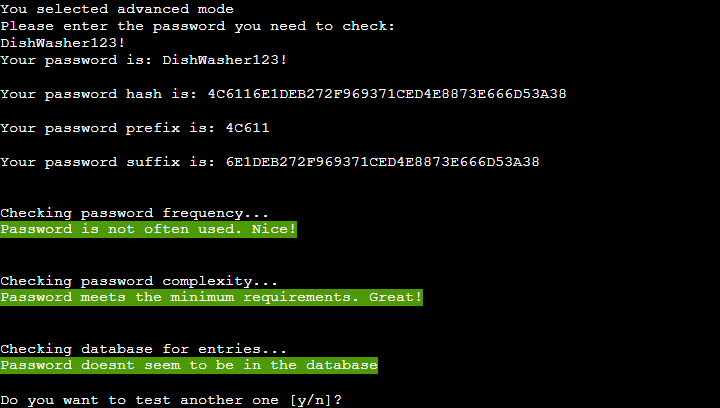 You selected advanced mode
Please enter the password you need to check:
DishWasher123!
Your password is: DishWasher123!
Your password hash is: 4C6116E1DEB272F969371CED4E8873E666D53A38
Your password prefix is: 4C611
Your password suffix is: 6E1DEB272F969371CED4E8873E666D53A38
Checking password frequency...
Password is not often used. Nice!
Checking password complexity...
Password meets the minimum requirements. Great!
Checking database for entries...
Password doesnt seem to be in the database
Do you want to test another one [y/n]?